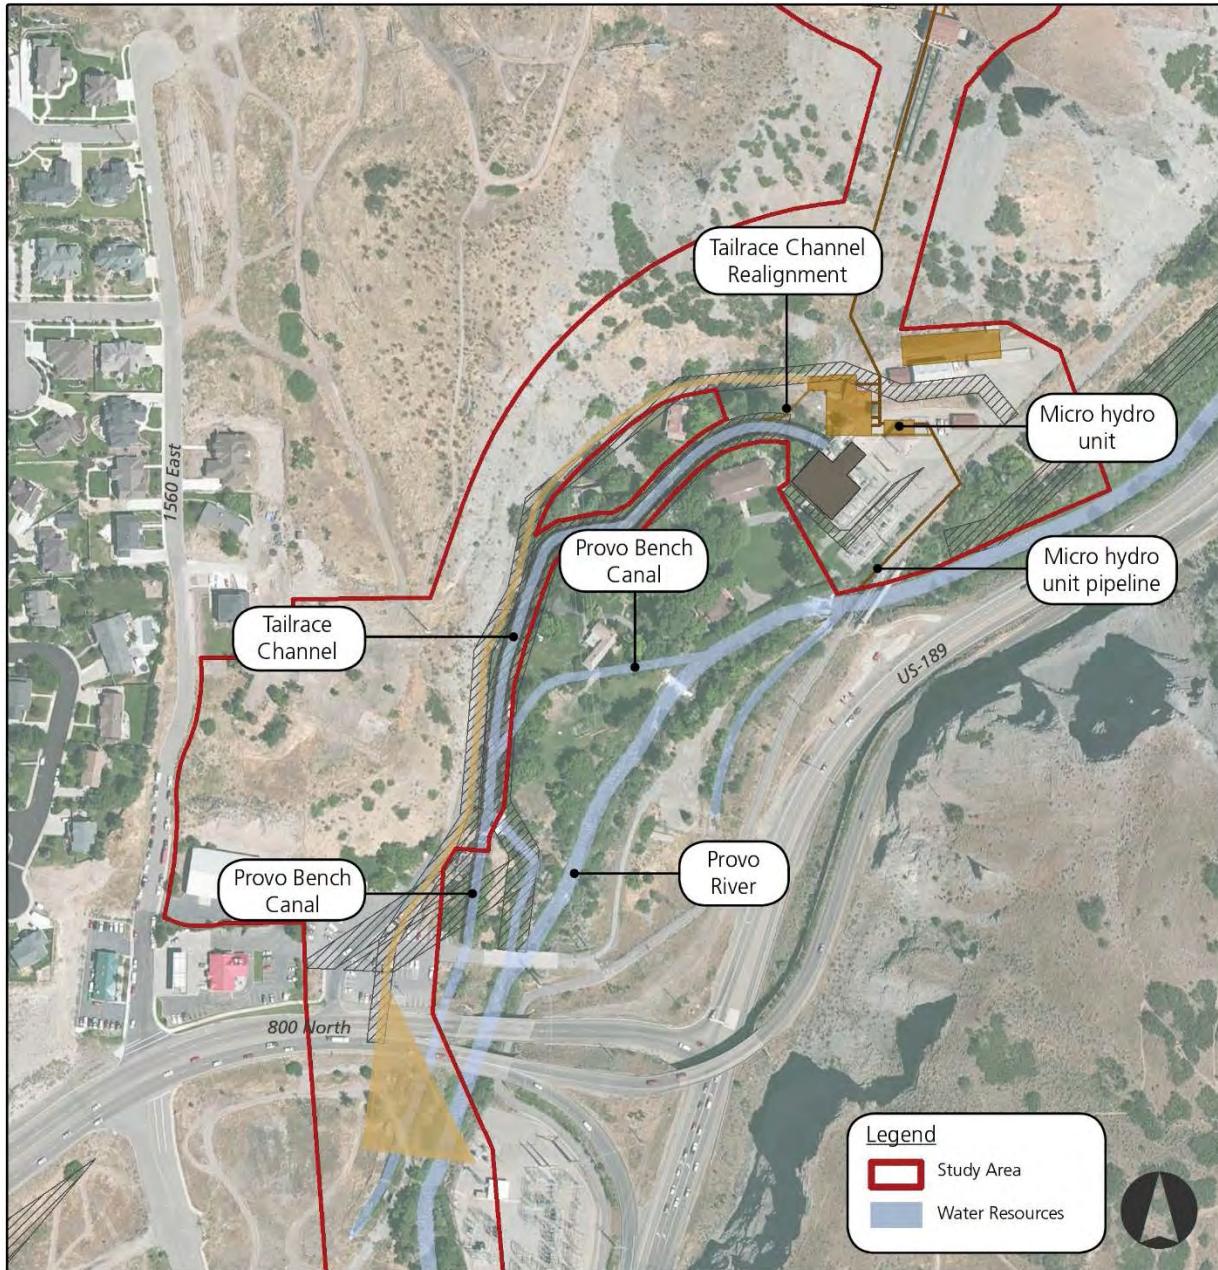 Tailrace Channel
Realignment
Micro hydro
unit
1560 East
Provo Bench
Canal
Micro hydro
unit pipeline
Tailrace
Channel
US-189
Provo Bench
Canal
Provo
River
800 North
Legend
Study Area
Water Resources